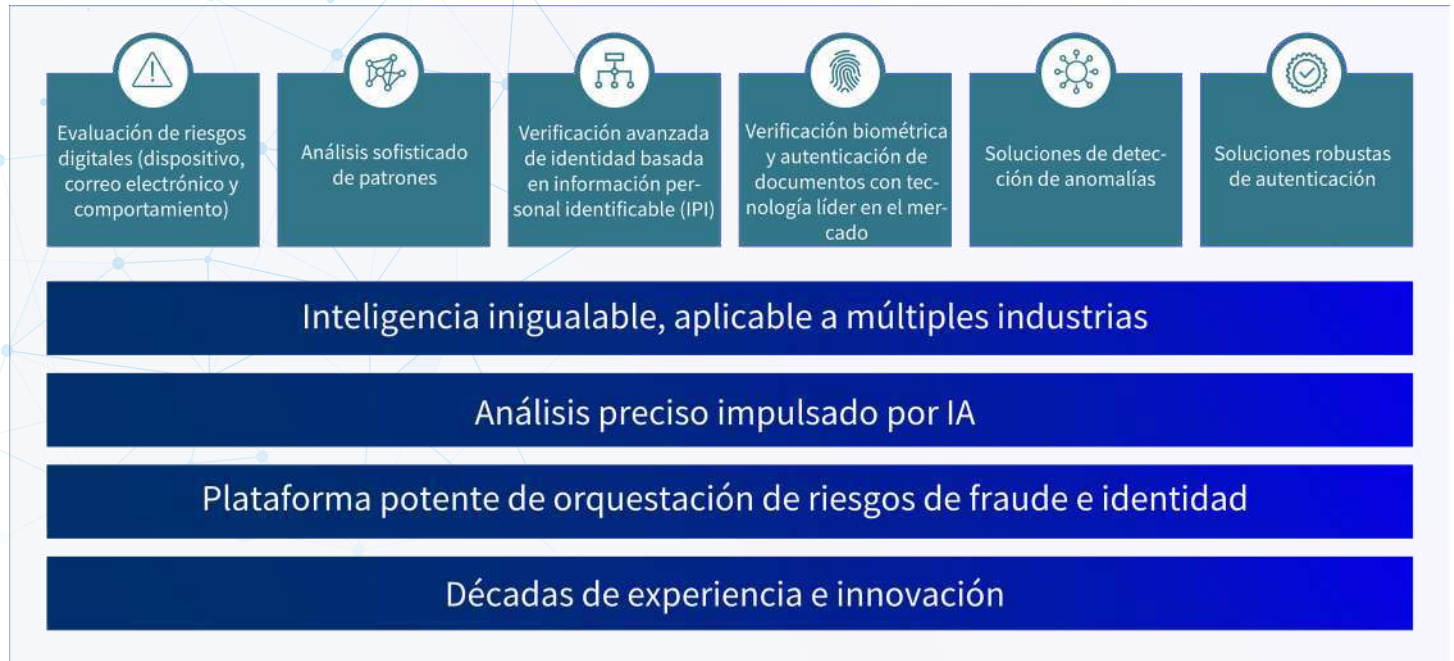 Evaluación de riesgos
digitales (dispositivo,
correo electrónico y
comportamiento)
Análisis sofisticado
de patrones
Verificación avanzada
de identidad basada
en información per-
sonal identificable (IPI)
Verificación biométrica
y autenticación de
documentos con tec-
nología líder en el mer-
cado
Soluciones de detec-
ción de anomalías
Soluciones robustas
de autenticación
Inteligencia inigualable, aplicable a múltiples industrias
Análisis preciso impulsado por IA
Plataforma potente de orquestación de riesgos de fraude e identidad
Décadas de experiencia e innovación